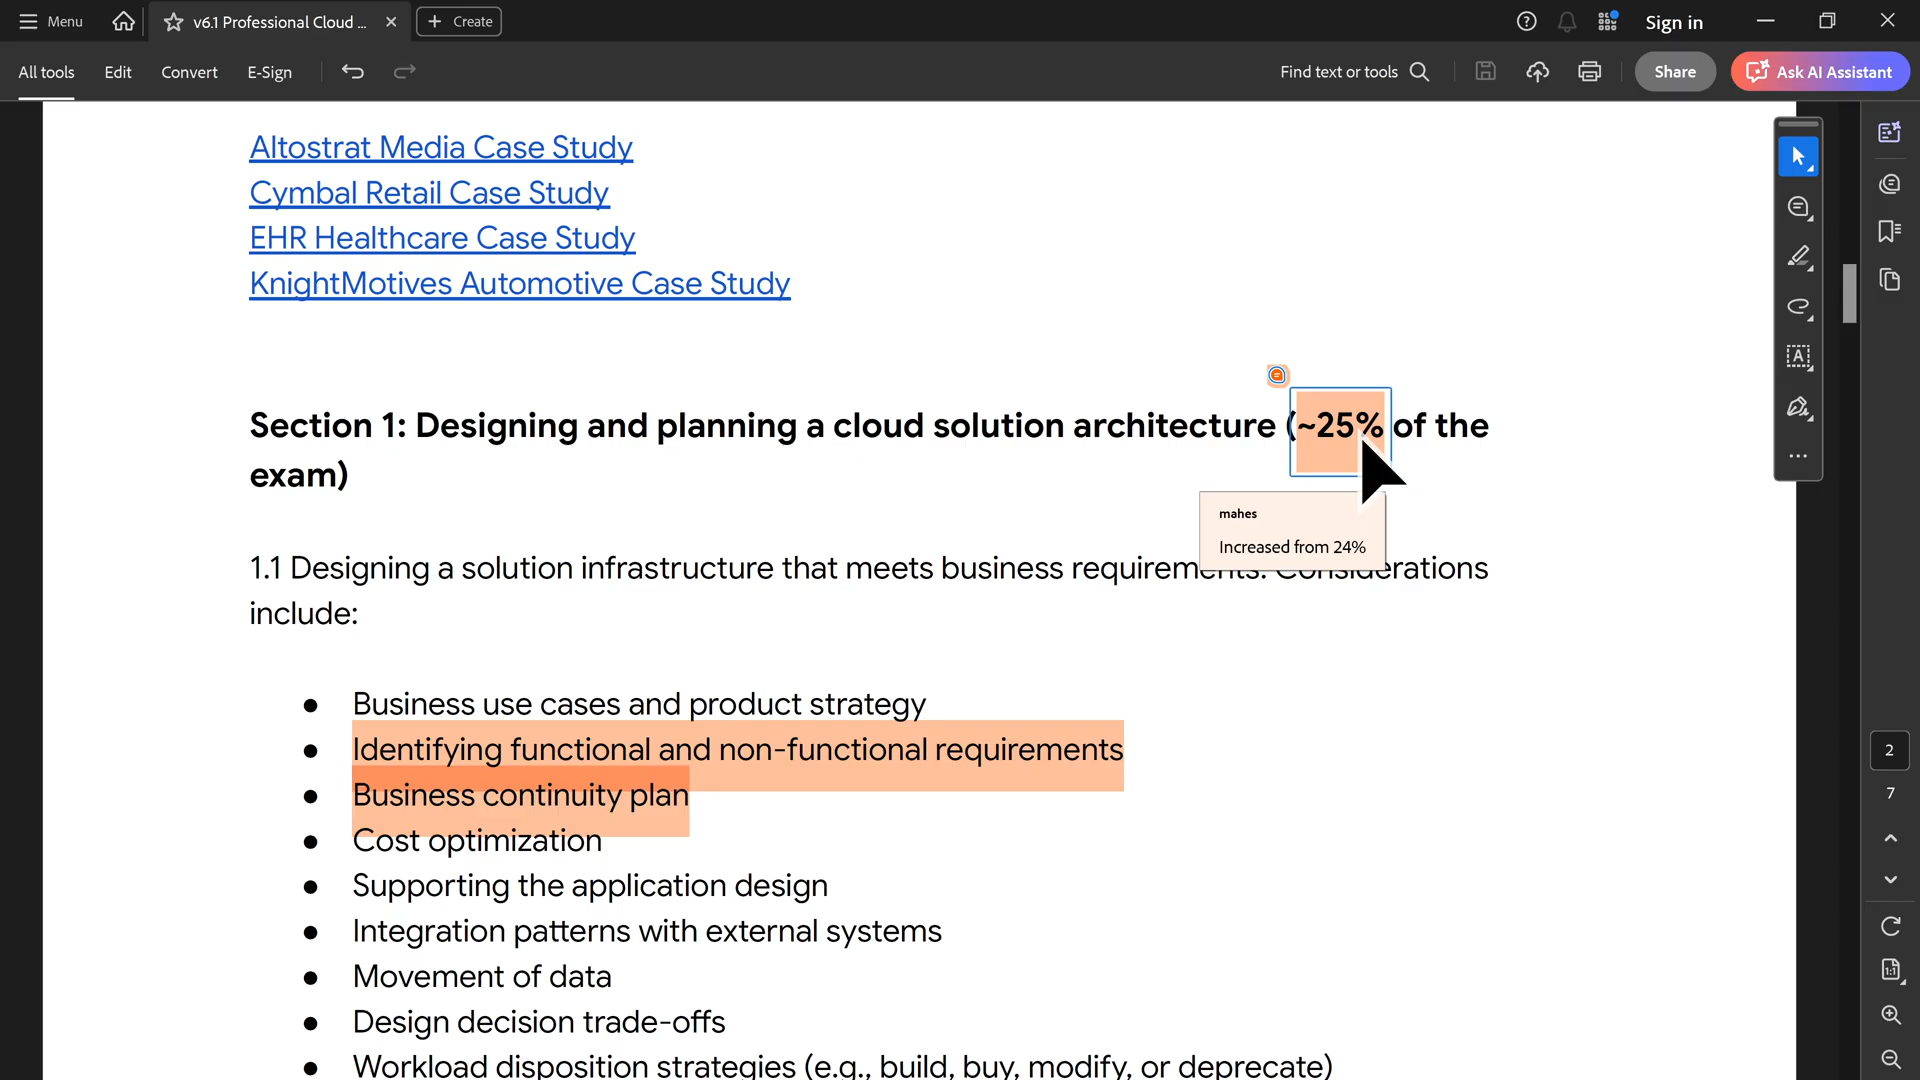 Menu
v6.1 Professional Cloud ...
Create
Sign in
All tools
Edit
Convert
E-Sign
Find text or tools
Share
Ask AI Assistant
Altostrat Media Case Study
Cymbal Retail Case Study
EHR Healthcare Case Study
KnightMotives Automotive Case Study
Section 1: Designing and planning a cloud solution architecture (~25% of the
exam)
mahes
Increased from 24%
1.1 Designing a solution infrastructure that meets business requirements. Considerations
include:
● Business use cases and product strategy
● Identifying functional and non-functional requirements
● Business continuity plan
● Cost optimization
● Supporting the application design
● Integration patterns with external systems
● Movement of data
● Design decision trade-offs
● Workload disposition strategies (e.g., build, buy, modify, or deprecate)
2
7